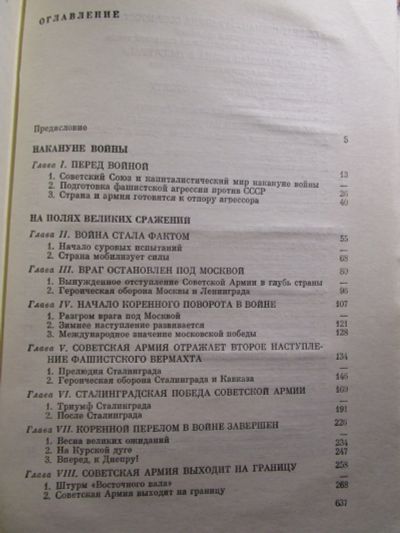 ОГЛАВЛЕНИЕ
Предисловие 5
НАКАНУНЕ ВОЙНЫ
Глава I. ПЕРЕД ВОЙНОЙ 13
1. Советский Союз и капиталистический мир накануне войны —
2. Подготовка фашистской агрессии против СССР 26
3. Страна и армия готовятся к отпору агрессора 40
НА ПОЛЯХ ВЕЛИКИХ СРАЖЕНИЙ
Глава II. ВОЙНА СТАЛА ФАКТОМ 55
1. Начало суровых испытаний —
2. Страна мобилизует силы 68
Глава III. ВРАГ ОСТАНОВЛЕН ПОД МОСКВОЙ 80
1. Вынужденное отступление Советской Армии в глубь страны —
2. Героическая оборона Москвы и Ленинграда 96
Глава IV. НАЧАЛО КОРЕННОГО ПОВОРОТА В ВОЙНЕ 107
1. Разгром врага под Москвой —
2. Зимнее наступление развивается 121
3. Международное значение московской победы 128
Глава V. СОВЕТСКАЯ АРМИЯ ОТРАЖАЕТ ВТОРОЕ НАСТУПЛЕ-
НИЕ ФАШИСТСКОГО ВЕРМАХТА 134
1. Прелюдия Сталинграда —
2. Героическая оборона Сталинграда и Кавказа 146
Глава VI. СТАЛИНГРАДСКАЯ ПОБЕДА СОВЕТСКОЙ АРМИИ 169
1. Триумф Сталинграда —
2. После Сталинграда 191
Глава VII. КОРЕННОЙ ПЕРЕЛОМ В ВОЙНЕ ЗАВЕРШЕН 226
1. Весна великих ожиданий —
2. На Курской дуге 234
3. Вперед, к Днепру! 247
Глава VIII. СОВЕТСКАЯ АРМИЯ ВЫХОДИТ НА ГРАНИЦУ 258
1. Штурм «Восточного вала» —
2. Советская Армия выходит на границу 268
637